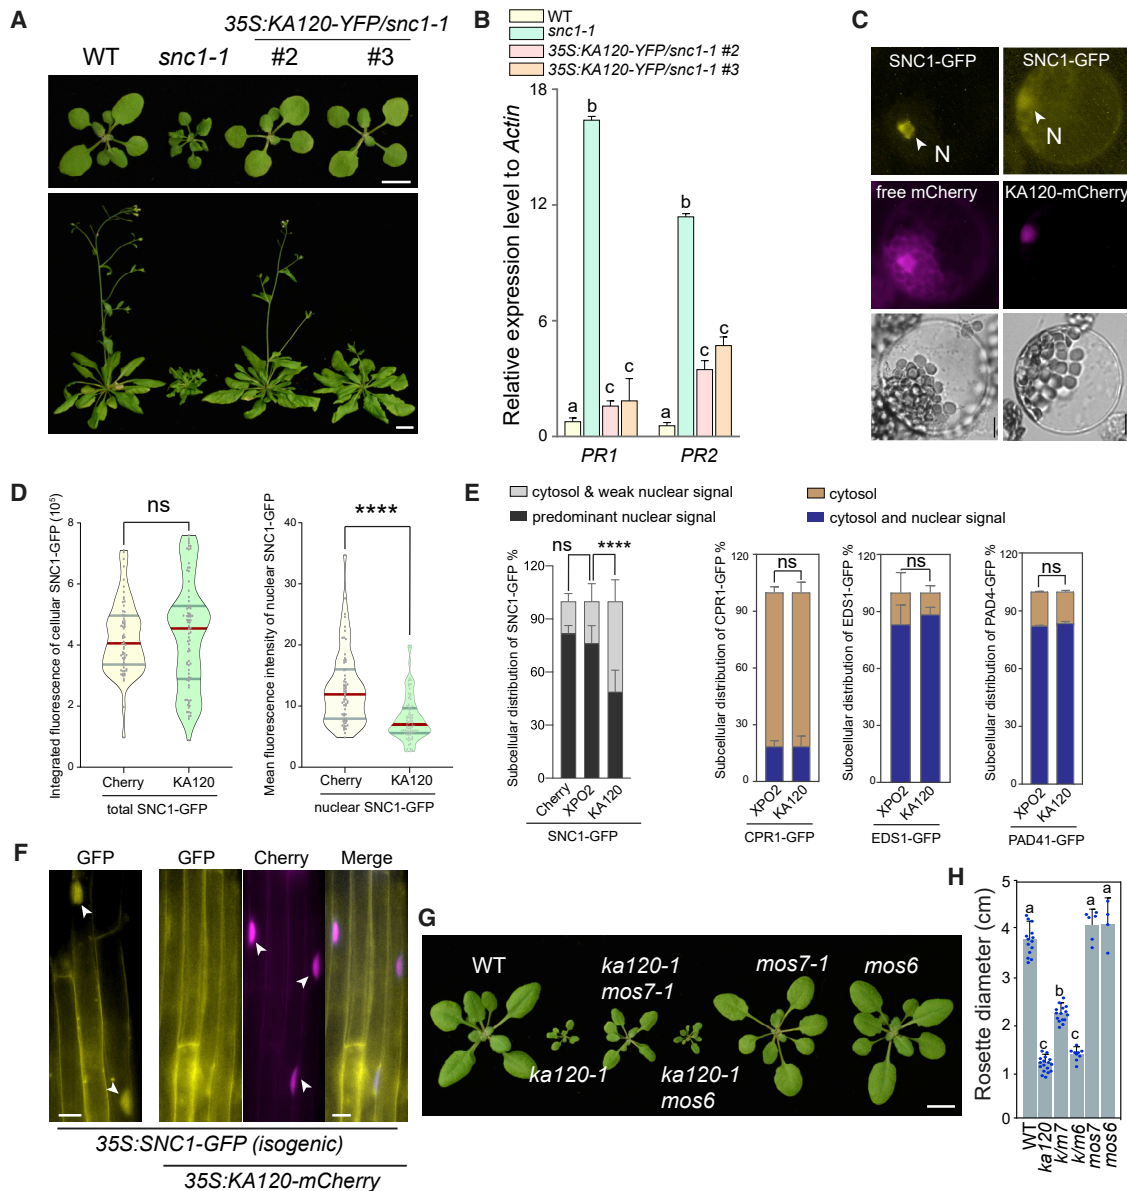 A
35S:KA120-YFP/snc1-1
WT snc1-1 #2 #3
B
WT
snc1-1
35S:KA120-YFP/snc1-1 #2
35S:KA120-YFP/snc1-1 #3
Relative expression level to Actin
18
12
6
0
a b c c
a b c c
PR1 PR2
C
SNC1-GFP SNC1-GFP
N N
free mCherry KA120-mCherry
D
Integrated fluorescence of cellular SNC1-GFP (10⁵)
8
6
4
2
0
ns
Cherry KA120
total SNC1-GFP
Mean fluorescence intensity of nuclear SNC1-GFP
40
30
20
10
0
****
Cherry KA120
nuclear SNC1-GFP
E
cytosol & weak nuclear signal
predominant nuclear signal
cytosol
cytosol and nuclear signal
Subcellular distribution of SNC1-GFP %
120
90
60
30
0
ns ****
Cherry XPO2 KA120
SNC1-GFP
Subcellular distribution of CPR1-GFP %
120
90
60
30
0
ns
XPO2 KA120
CPR1-GFP
Subcellular distribution of EDS1-GFP %
120
90
60
30
0
ns
XPO2 KA120
EDS1-GFP
Subcellular distribution of PAD4-GFP %
120
90
60
30
0
ns
XPO2 KA120
PAD41-GFP
F
GFP GFP Cherry Merge
35S:SNC1-GFP (isogenic)
35S:KA120-mCherry
G
WT
ka120-1
ka120-1
mos7-1
ka120-1
mos6
mos7-1
mos6
H
Rosette diameter (cm)
5
4
3
2
1
0
a c b c a a
WT ka120 k/m7 k/m6 mos7 mos6